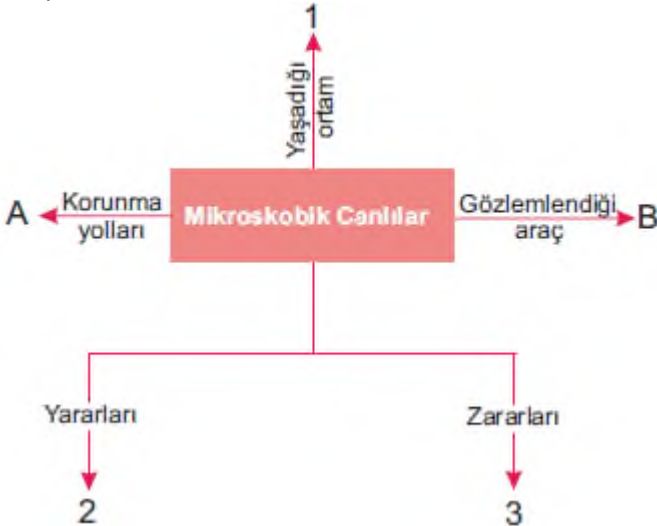 1
Yaşadığı
ortam
A
Korunma
yolları
Mikroskobik Canlılar
Gözlemlendiği
araç
B
Yararları
Zararları
2
3